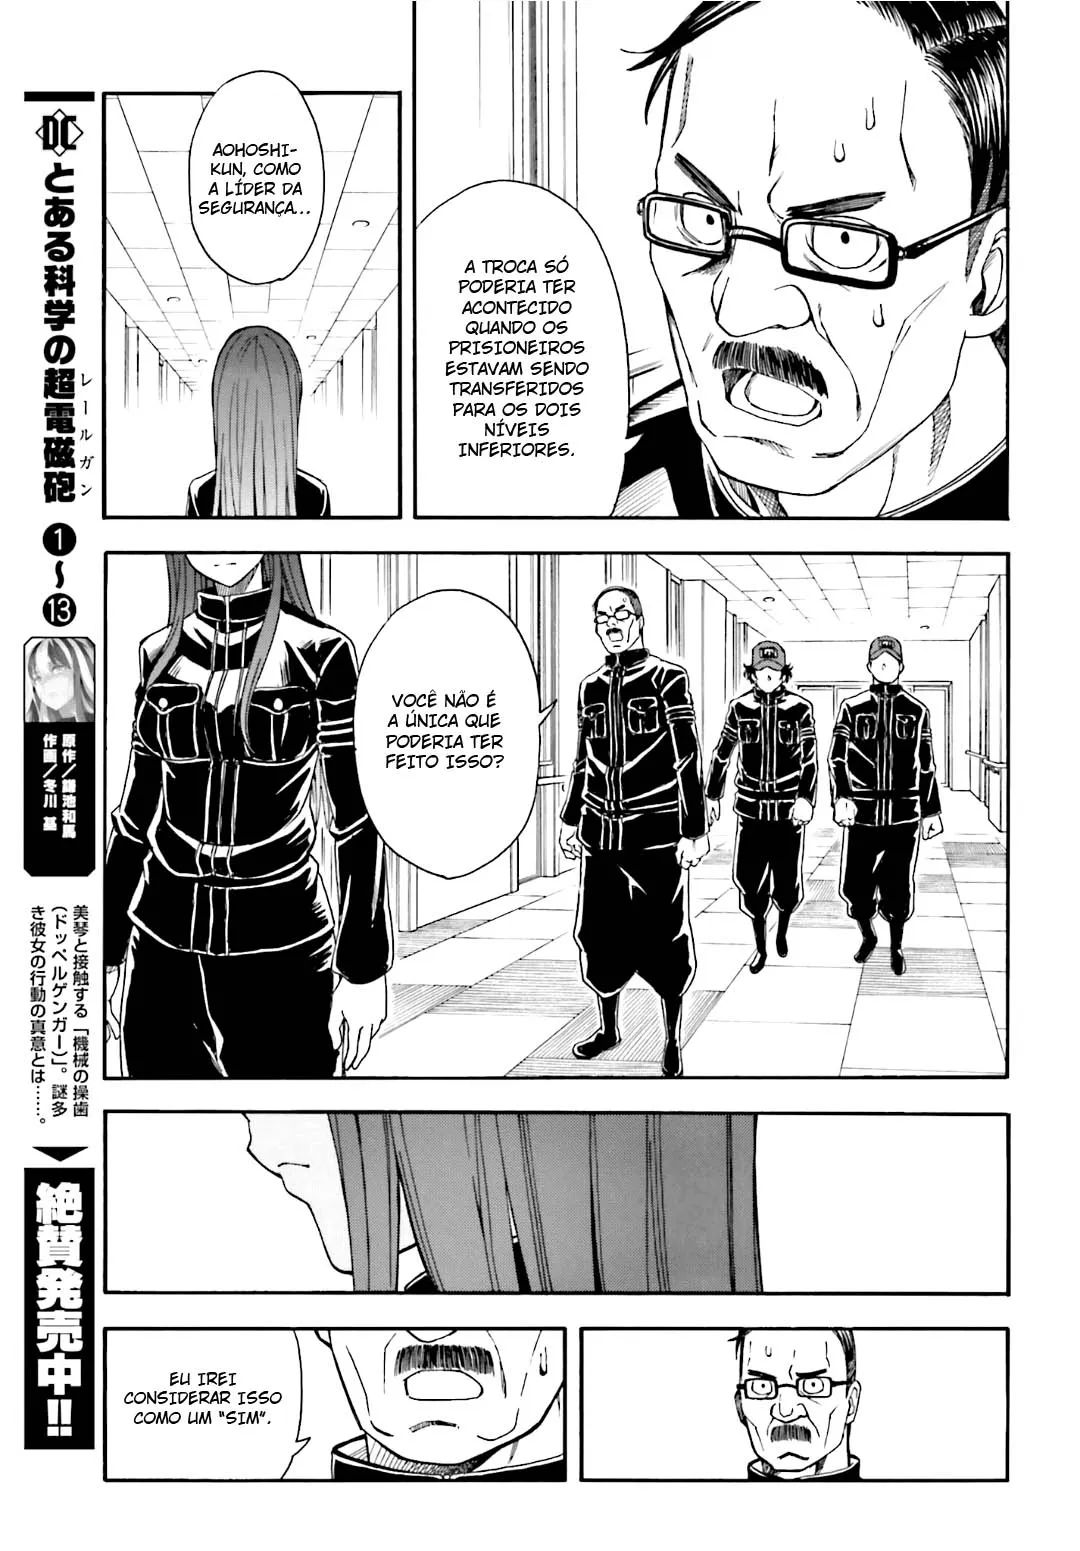 A TROCA SÓ
PODERIA TER
ACONTECIDO
QUANDO OS
PRISIONEIROS
ESTAVAM SENDO
TRANSFERIDOS
PARA OS DOIS
NÍVEIS
INFERIORES.
AOHOSHI-
KUN, COMO
A LÍDER DA
SEGURANÇA...
VOCÊ NÃO É
A ÚNICA QUE
PODERIA TER
FEITO ISSO?
EU IREI
CONSIDERAR ISSO
COMO UM "SIM".
DC
とある科学の超電磁砲
レールガン
1～13
原作／鎌池和馬
作画／冬川 基
美琴と接触する「機械の操歯
（ドッペルゲンガー）」。謎多
き彼女の行動の真意とは……。
絶賛発売中!!